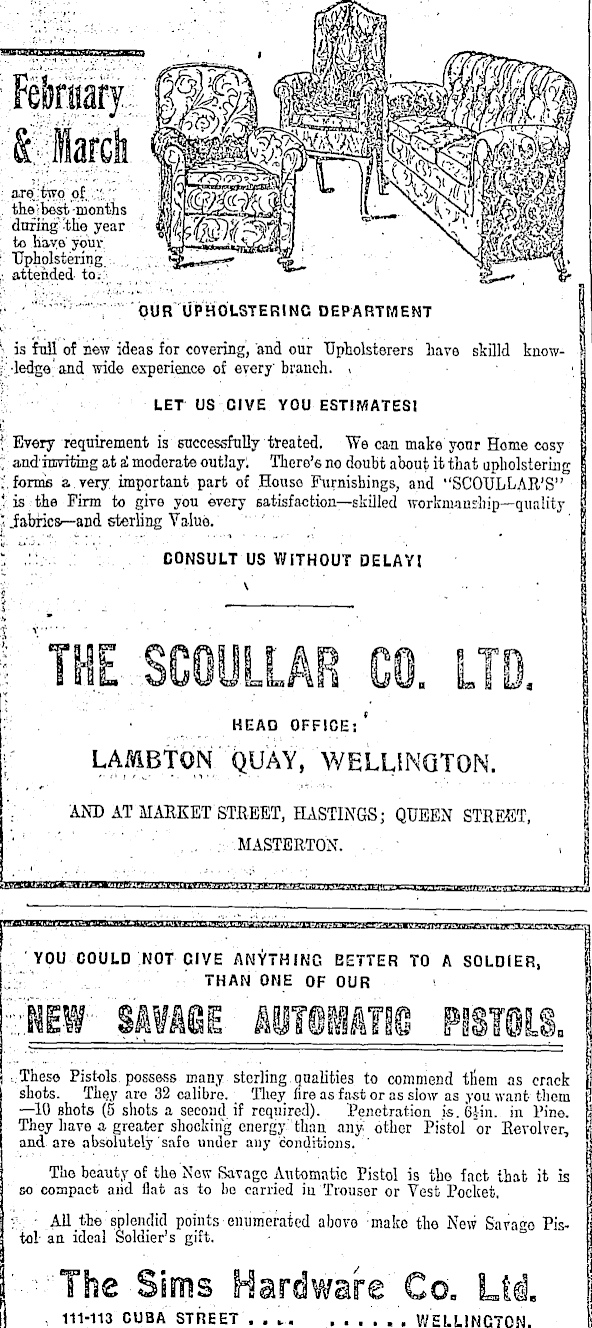 February
& March
are two of
the best months
during the year
to have your
Upholstering
attended to.
OUR UPHOLSTERING DEPARTMENT
is full of new ideas for covering, and our Upholsterers have skilld know-
ledge and wide experience of every branch.
LET US GIVE YOU ESTIMATES!
Every requirement is successfully treated. We can make your Home cosy
and inviting at a moderate outlay. There's no doubt about it that upholstering
forms a very important part of House Furnishings, and "SCOULLAR'S"
is the Firm to give you every satisfaction—skilled workmanship—quality
fabrics—and sterling Value.
CONSULT US WITHOUT DELAY!
THE SCOULLAR CO. LTD.
HEAD OFFICE:
LAMBTON QUAY, WELLINGTON.
AND AT MARKET STREET, HASTINGS; QUEEN STREET,
MASTERTON.
YOU COULD NOT GIVE ANYTHING BETTER TO A SOLDIER,
THAN ONE OF OUR
NEW SAVAGE AUTOMATIC PISTOLS.
These Pistols possess many sterling qualities to commend them as crack
shots. They are 32 calibre. They fire as fast or as slow as you want them
—10 shots (5 shots a second if required). Penetration is 6½in. in Pine.
They have a greater shocking energy than any other Pistol or Revolver,
and are absolutely safe under any conditions.
The beauty of the New Savage Automatic Pistol is the fact that it is
so compact and flat as to be carried in Trouser or Vest Pocket.
All the splendid points enumerated above make the New Savage Pis-
tol an ideal Soldier's gift.
The Sims Hardware Co. Ltd.
111-113 CUBA STREET .... ...... WELLINGTON.